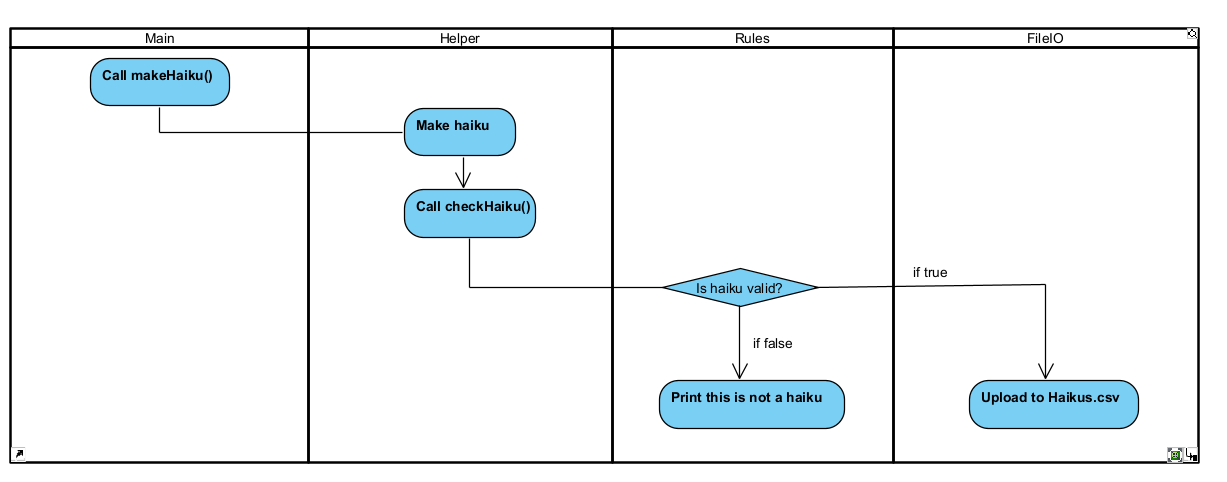 Main
Helper
Rules
FileIO
Call makeHaiku()
Make haiku
Call checkHaiku()
Is haiku valid?
if true
if false
Print this is not a haiku
Upload to Haikus.csv